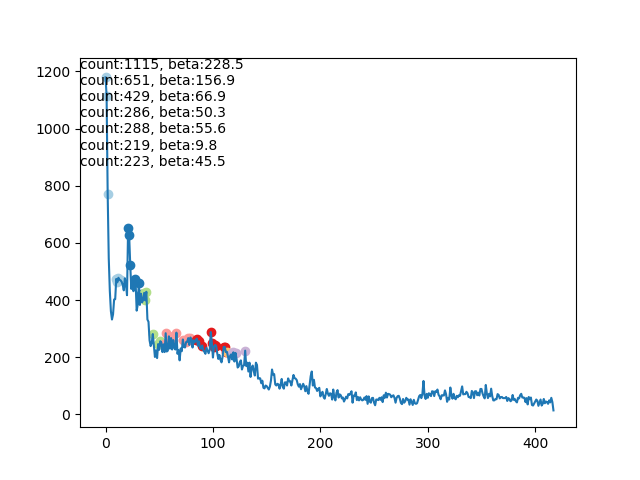 count:1115, beta:228.5
count:651, beta:156.9
count:429, beta:66.9
count:286, beta:50.3
count:288, beta:55.6
count:219, beta:9.8
count:223, beta:45.5
1200
1000
800
600
400
200
0
0 100 200 300 400